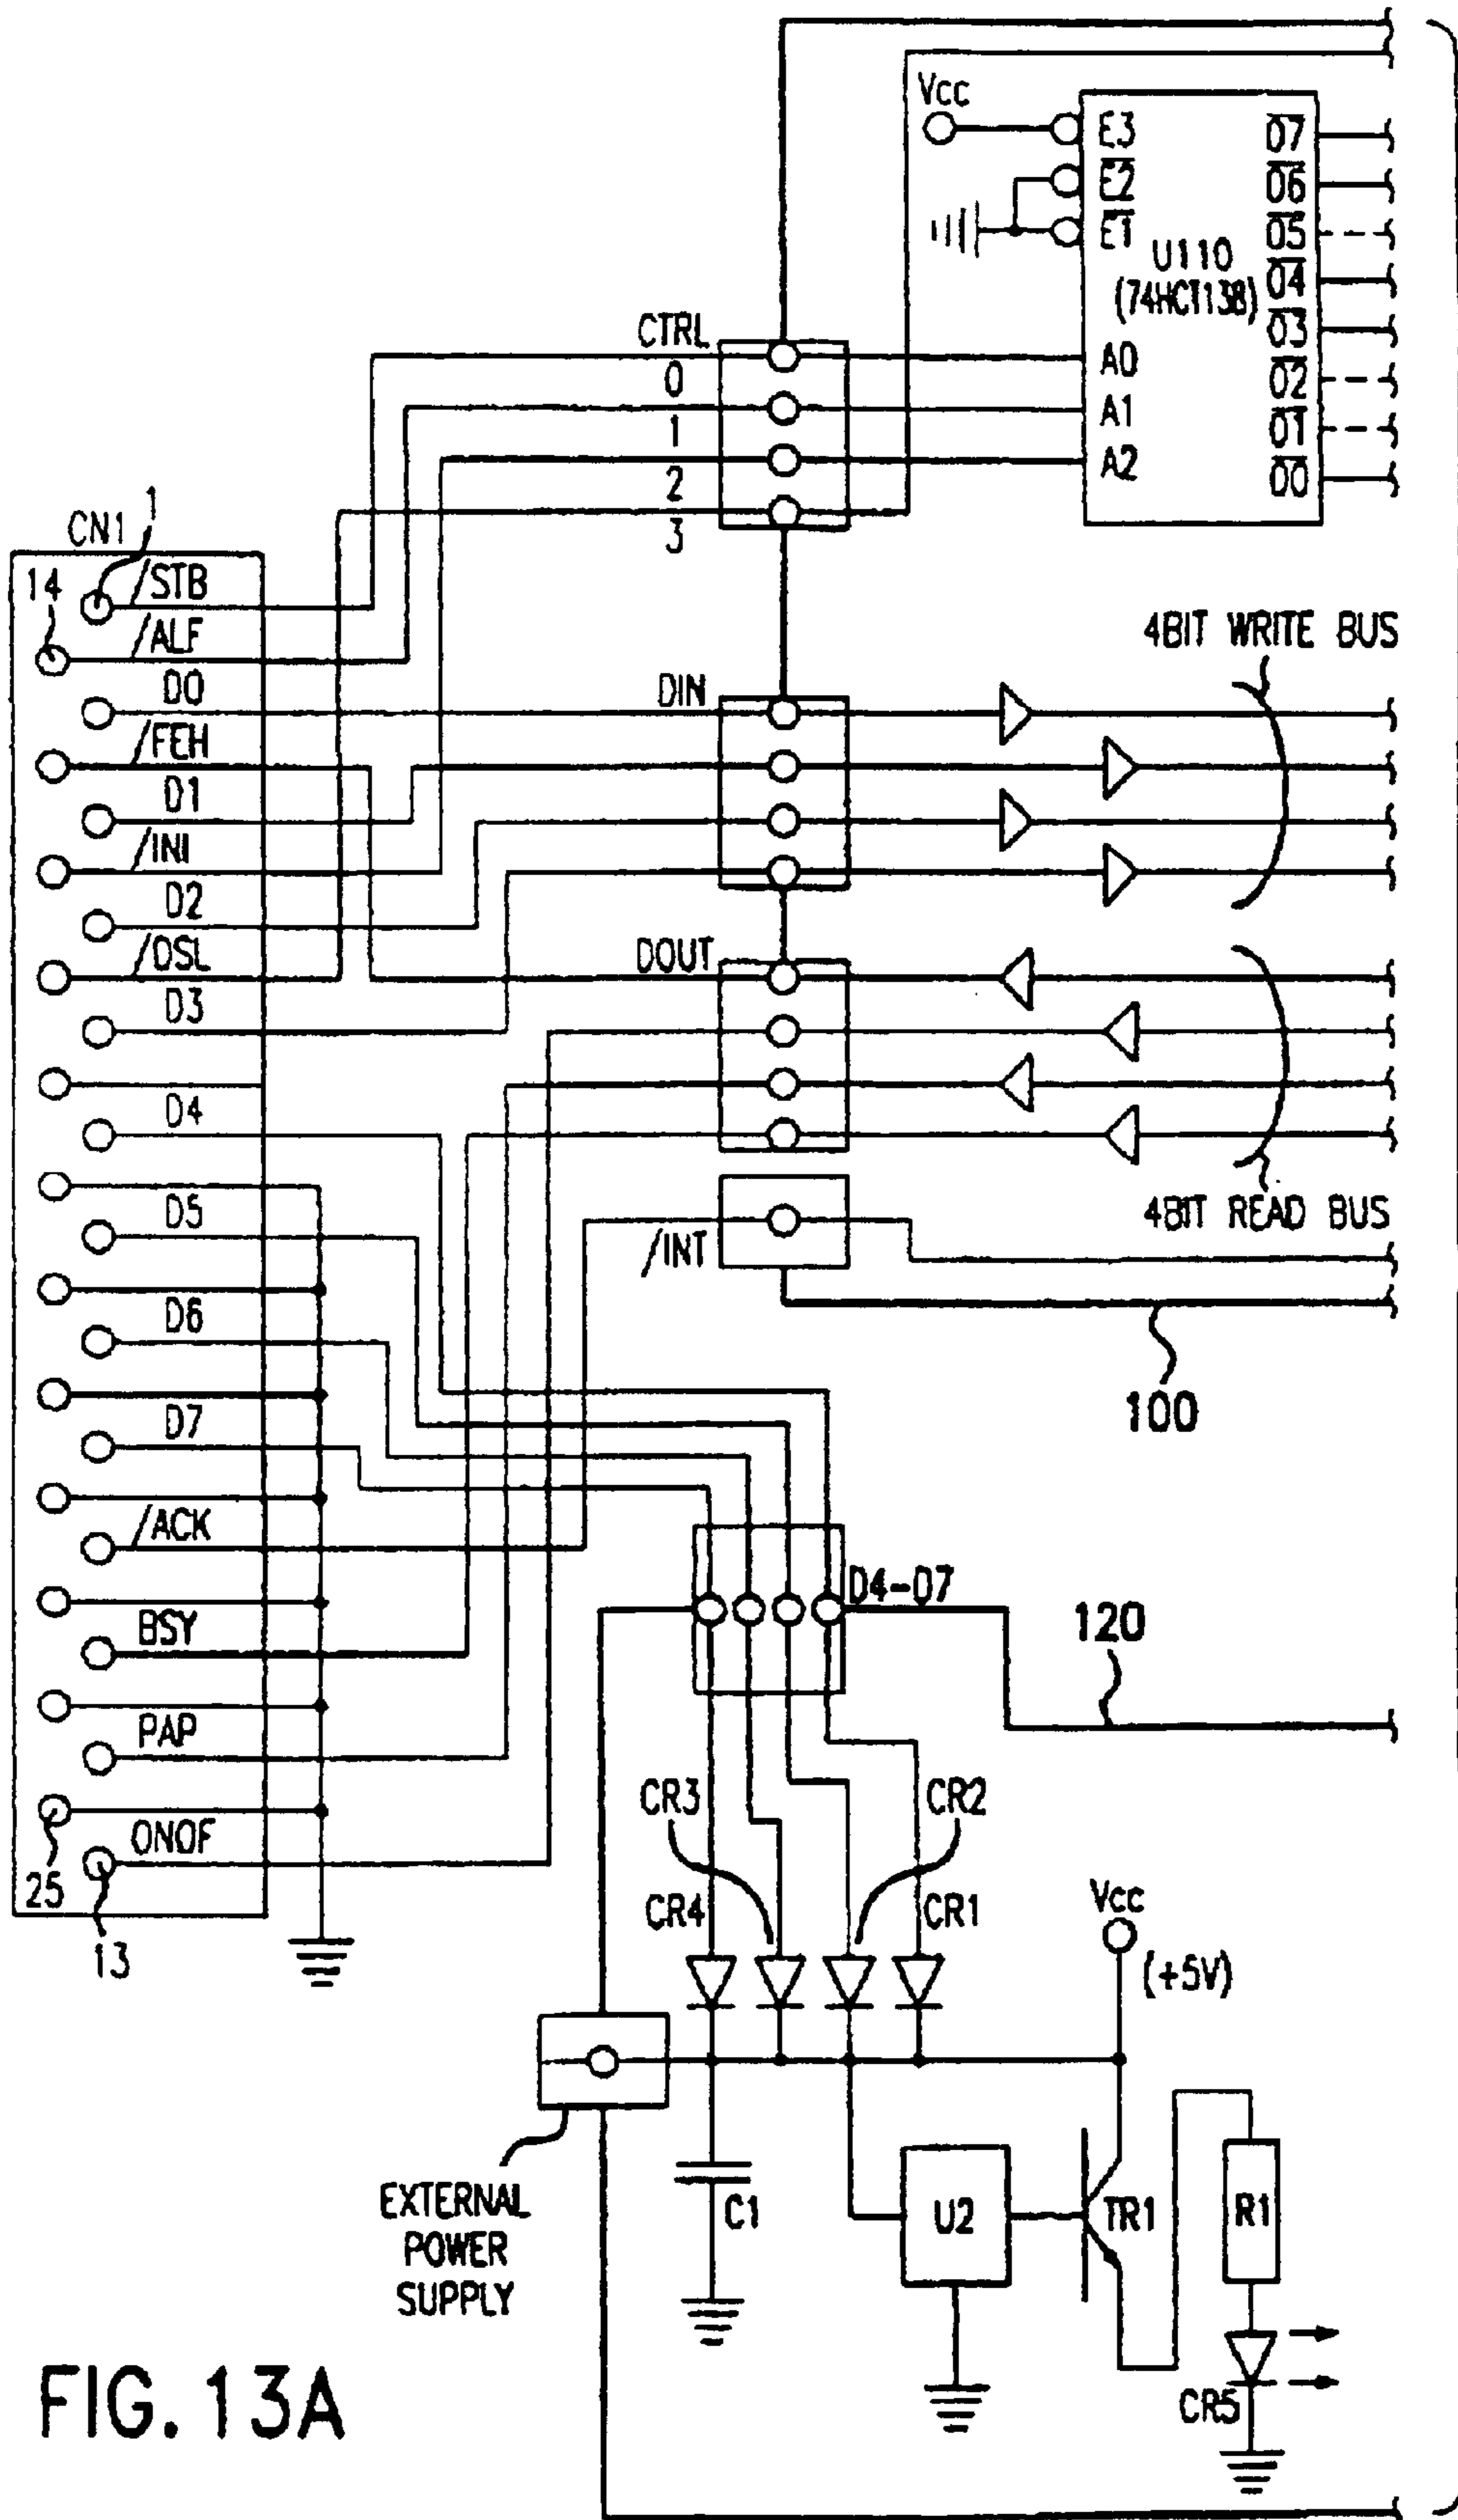 Vcc
E3
E2
E1
U110
(74HCT138)
A0
A1
A2
O7
O6
O5
O4
O3
O2
O1
O0
CTRL
0
1
2
3
CN1
1
14
/STB
/ALF
D0
/FEH
D1
/INI
D2
/DSL
D3
D4
D5
D6
D7
/ACK
BSY
PAP
ONOF
25
13
DIN
4BIT WRITE BUS
DOUT
4BIT READ BUS
/INT
100
D4-D7
120
CR3
CR2
CR4
CR1
Vcc
(+5V)
EXTERNAL
POWER
SUPPLY
C1
U2
TR1
R1
CR5
FIG. 13A